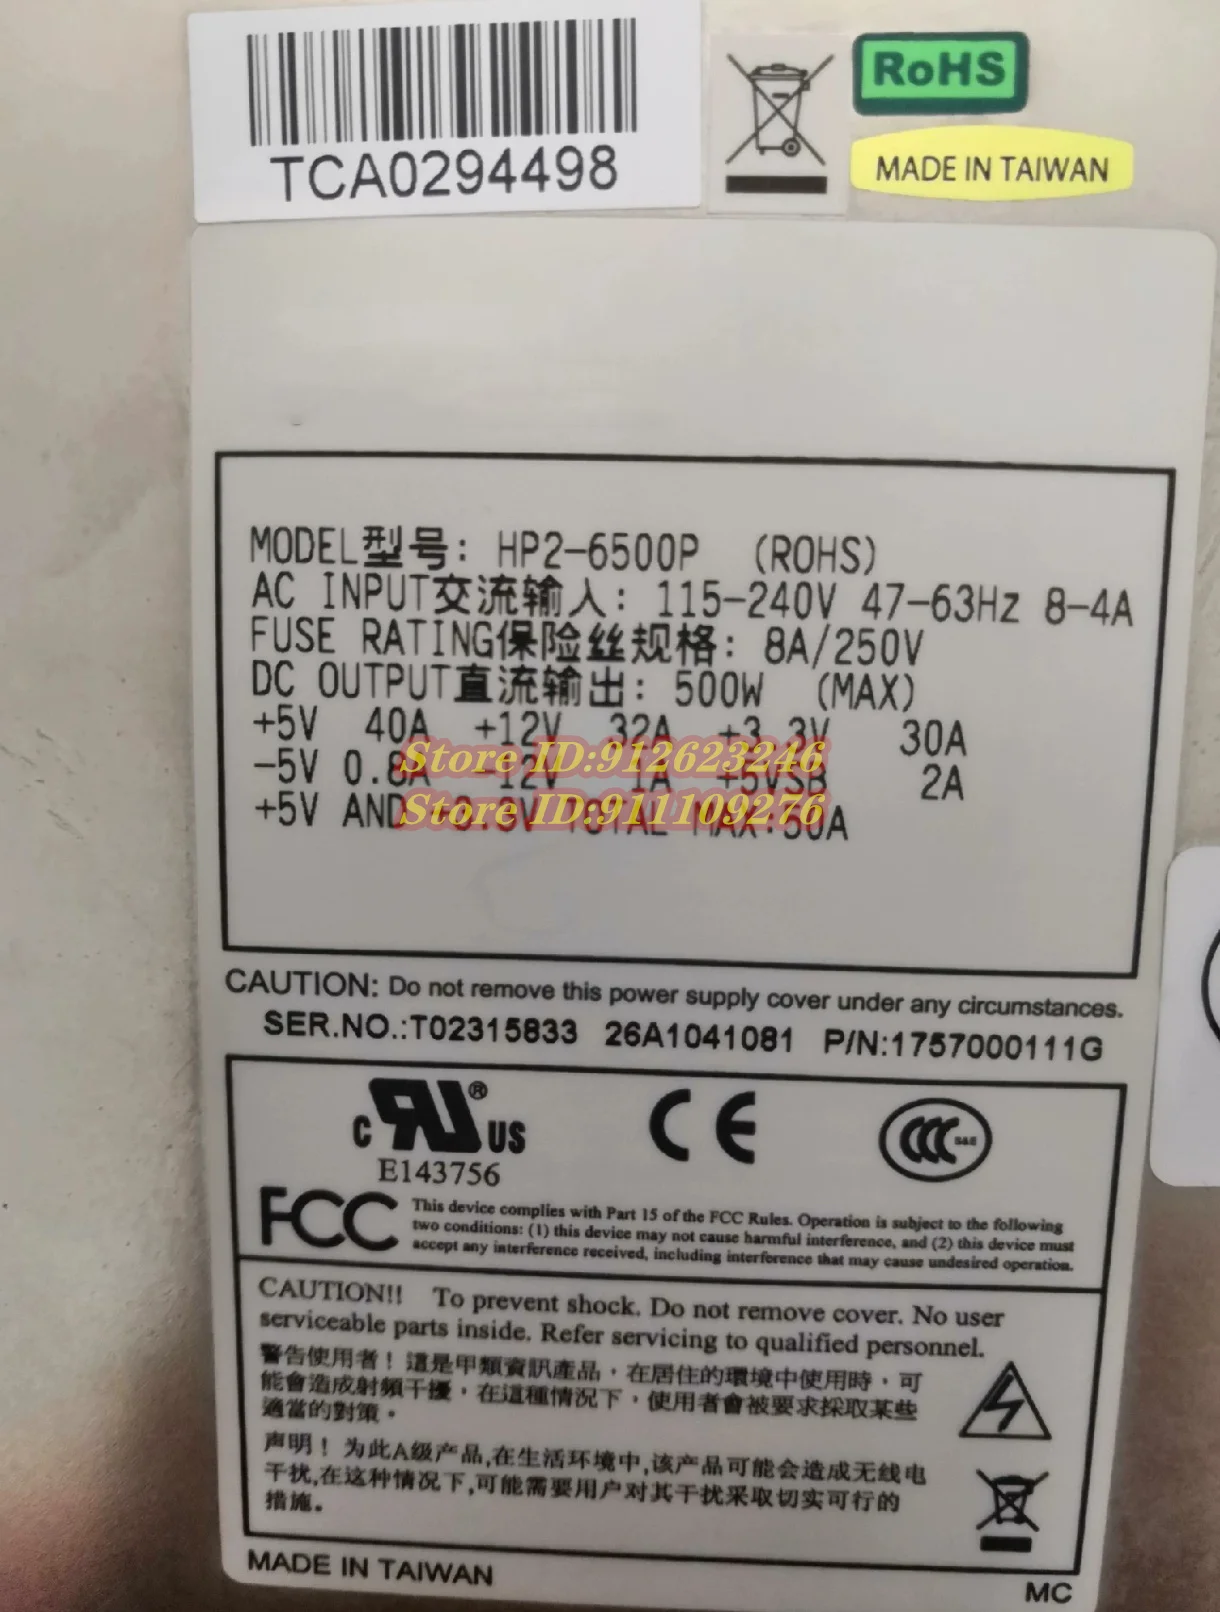 TCA0294498
RoHS
MADE IN TAIWAN
MODEL型号: HP2-6500P (ROHS)
AC INPUT交流输入: 115-240V 47-63Hz 8-4A
FUSE RATING保险丝规格: 8A/250V
DC OUTPUT直流输出: 500W (MAX)
+5V 40A +12V 32A +3.3V 30A
Store ID:912623246
-5V 0.8A -12V 1A +5VSB 2A
Store ID:911109276
+5V AND +3.3V TOTAL MAX:50A
CAUTION: Do not remove this power supply cover under any circumstances.
SER.NO.:T02315833 26A1041081 P/N:1757000111G
c RU® US
E143756
CE
CCC S&E
FCC
This device complies with Part 15 of the FCC Rules. Operation is subject to the following
two conditions: (1) this device may not cause harmful interference, and (2) this device must
accept any interference received, including interference that may cause undesired operation.
CAUTION!! To prevent shock. Do not remove cover. No user
serviceable parts inside. Refer servicing to qualified personnel.
警告使用者！這是甲類資訊產品，在居住的環境中使用時，可
能會造成射頻干擾，在這種情況下，使用者會被要求採取某些
適當的對策。
声明！为此A级产品,在生活环境中,该产品可能会造成无线电
干扰,在这种情况下,可能需要用户对其干扰采取切实可行的
措施。
MADE IN TAIWAN
MC